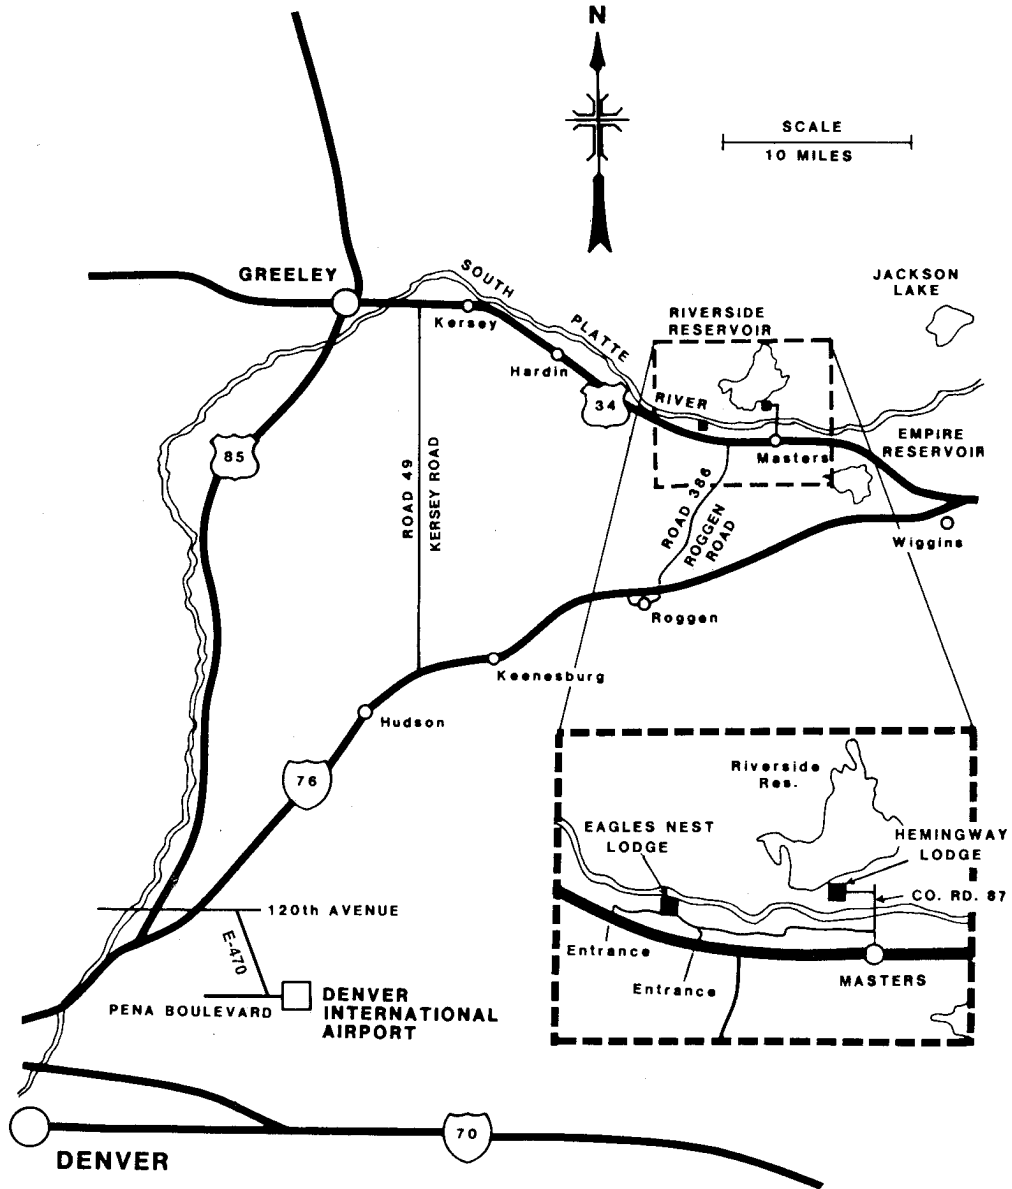 N
SCALE
10 MILES
GREELEY
SOUTH
PLATTE
RIVER
JACKSON
LAKE
RIVERSIDE
RESERVOIR
Kersey
Hardin
34
85
Masters
EMPIRE
RESERVOIR
ROAD 49
KERSEY ROAD
ROAD 386
ROGGEN
ROAD
Wiggins
Roggen
Keenesburg
Hudson
76
Riverside
Res.
EAGLES NEST
LODGE
HEMINGWAY
LODGE
CO. RD. 87
Entrance
Entrance
MASTERS
120th AVENUE
E-470
PENA BOULEVARD
DENVER
INTERNATIONAL
AIRPORT
70
DENVER